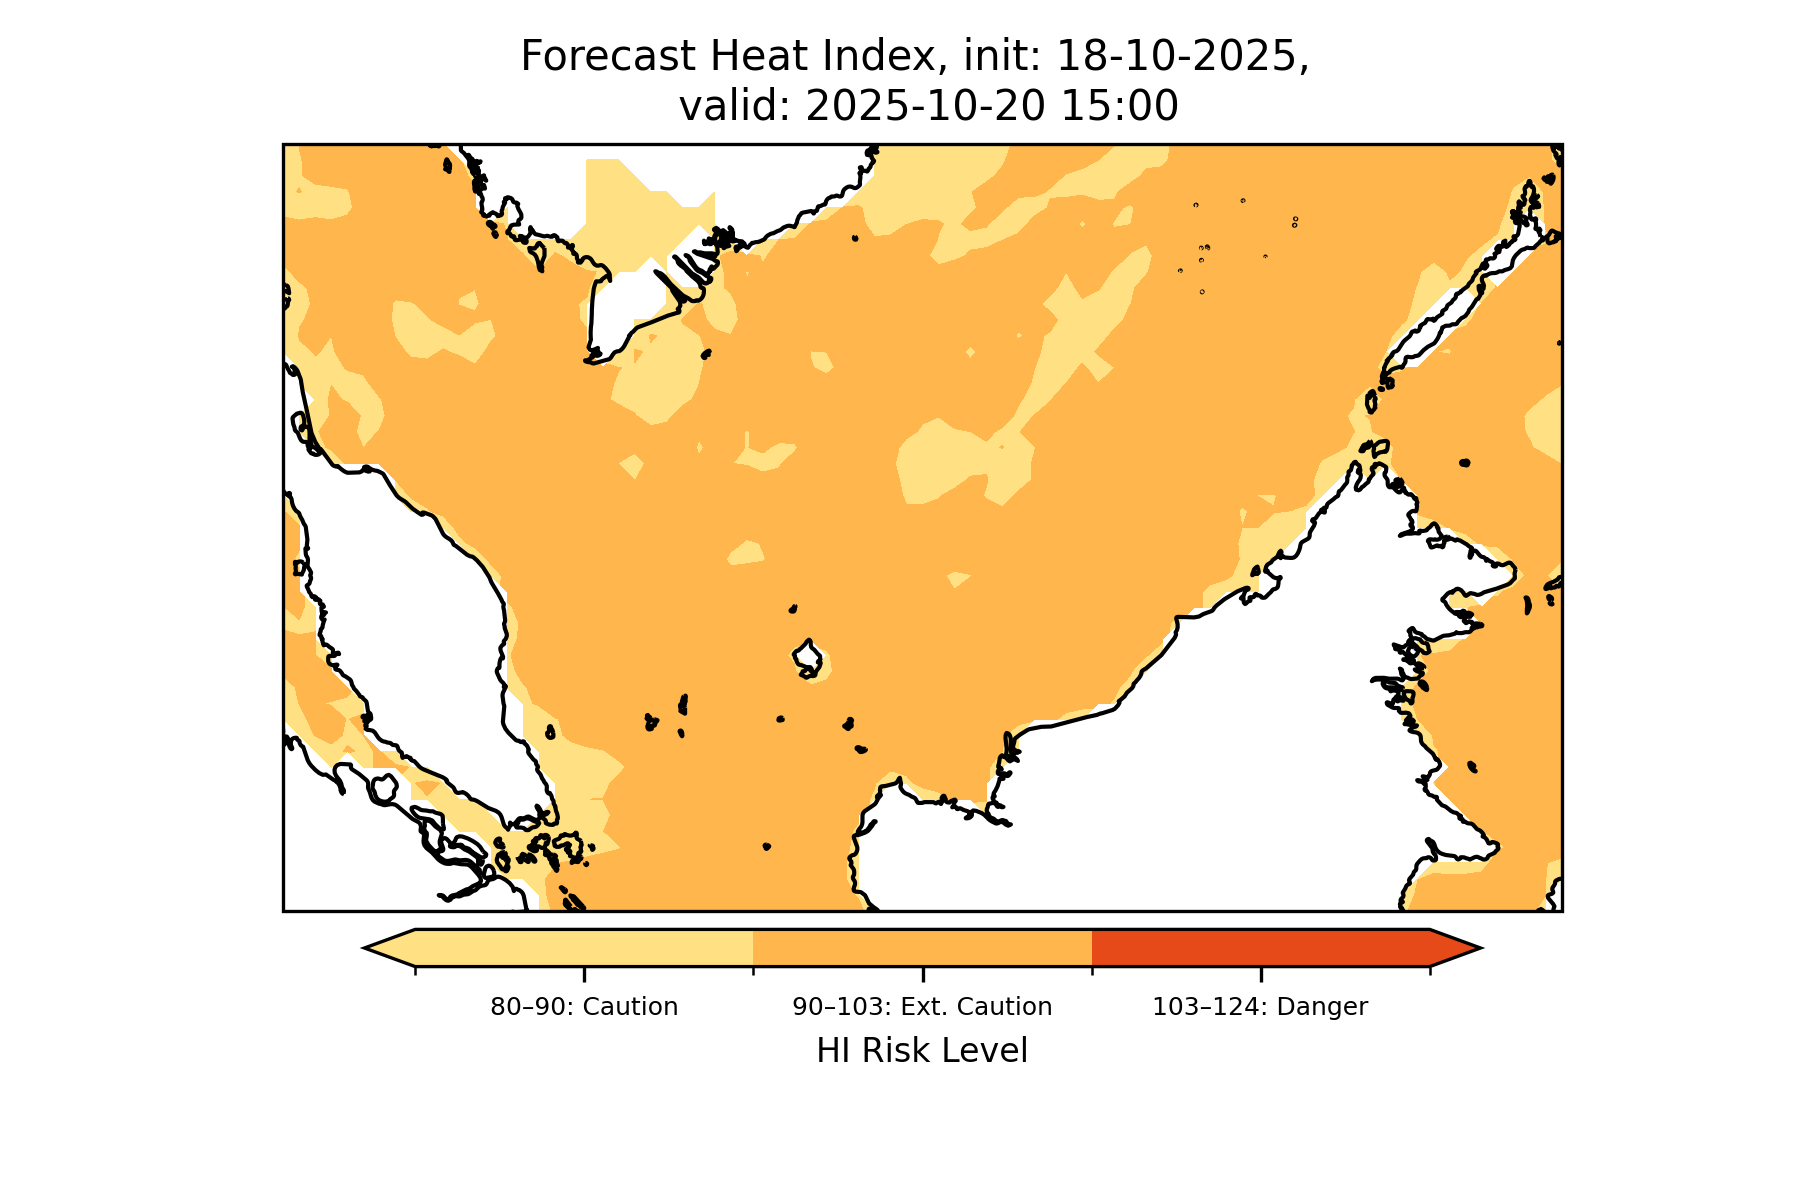 Forecast Heat Index, init: 18-10-2025,
valid: 2025-10-20 15:00
80–90: Caution
90–103: Ext. Caution
103–124: Danger
HI Risk Level